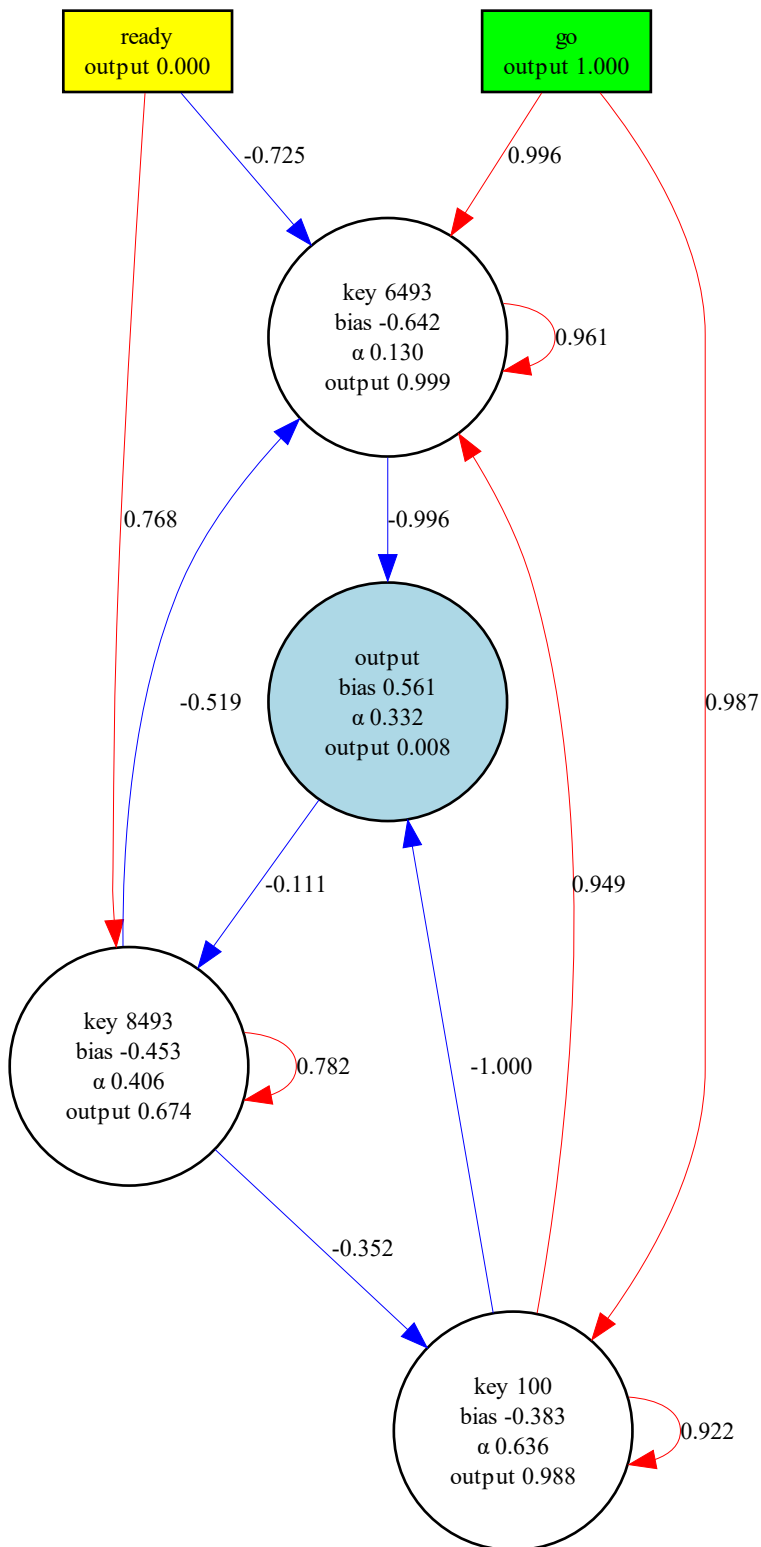 ready
output 0.000
go
output 1.000
-0.725
0.996
key 6493
bias -0.642
α 0.130
output 0.999
0.961
0.768
-0.996
-0.519
output
bias 0.561
α 0.332
output 0.008
0.987
-0.111
0.949
key 8493
bias -0.453
α 0.406
output 0.674
0.782
-1.000
-0.352
key 100
bias -0.383
α 0.636
output 0.988
0.922